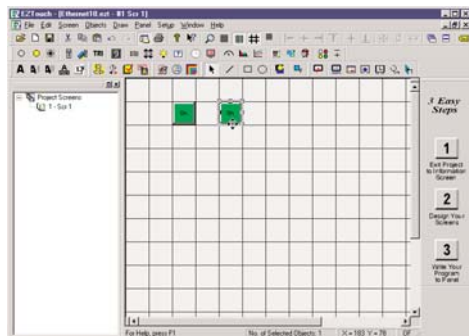 EZTouch - [Ethernet10.ezt - #1 Scr 1]
File Edit Screen Objects Draw Panel Setup Window Help
Project Screens
1 - Scr 1
3 Easy
Steps
1
Exit Project
to Information
Screen
2
Design Your
Screens
3
Write Your
Program
to Panel
For Help, press F1
No. of Selected Objects: 1
X = 183 Y = 76